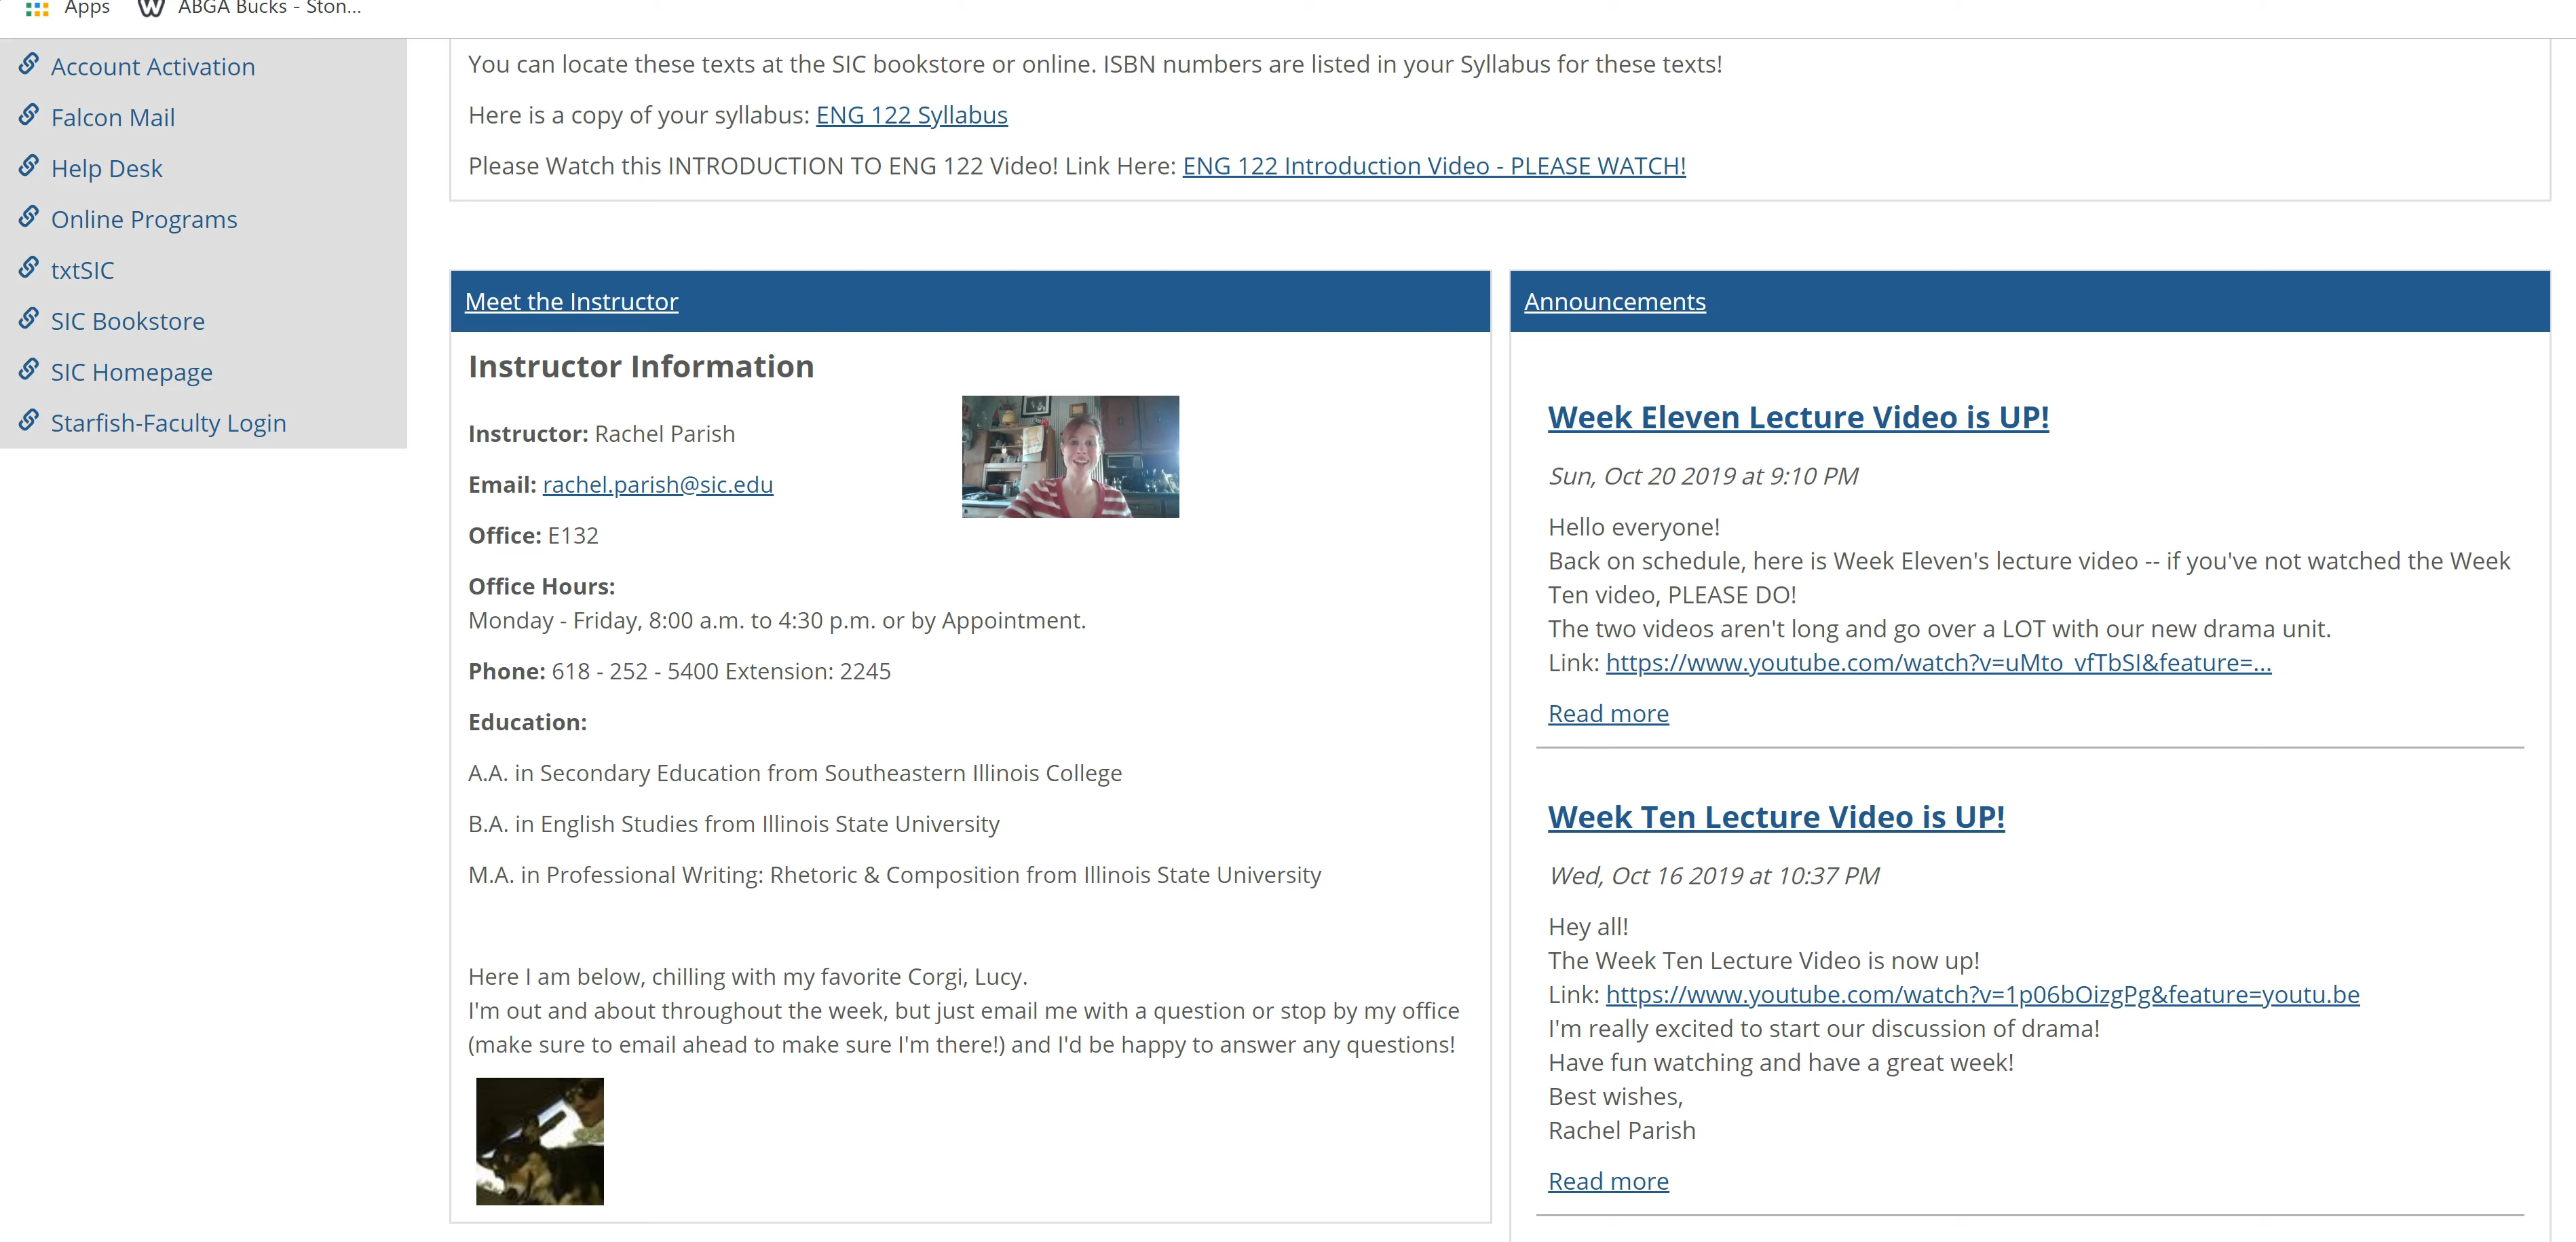 Apps ABGA Bucks - Ston...
Account Activation
Falcon Mail
Help Desk
Online Programs
txtSIC
SIC Bookstore
SIC Homepage
Starfish-Faculty Login
You can locate these texts at the SIC bookstore or online. ISBN numbers are listed in your Syllabus for these texts!
Here is a copy of your syllabus: ENG 122 Syllabus
Please Watch this INTRODUCTION TO ENG 122 Video! Link Here: ENG 122 Introduction Video - PLEASE WATCH!
Meet the Instructor
Instructor Information
Instructor: Rachel Parish
Email: rachel.parish@sic.edu
Office: E132
Office Hours:
Monday - Friday, 8:00 a.m. to 4:30 p.m. or by Appointment.
Phone: 618 - 252 - 5400 Extension: 2245
Education:
A.A. in Secondary Education from Southeastern Illinois College
B.A. in English Studies from Illinois State University
M.A. in Professional Writing: Rhetoric & Composition from Illinois State University
Here I am below, chilling with my favorite Corgi, Lucy.
I'm out and about throughout the week, but just email me with a question or stop by my office
(make sure to email ahead to make sure I'm there!) and I'd be happy to answer any questions!
Announcements
Week Eleven Lecture Video is UP!
Sun, Oct 20 2019 at 9:10 PM
Hello everyone!
Back on schedule, here is Week Eleven's lecture video -- if you've not watched the Week
Ten video, PLEASE DO!
The two videos aren't long and go over a LOT with our new drama unit.
Link: https://www.youtube.com/watch?v=uMto_vfTbSI&feature=...
Read more
Week Ten Lecture Video is UP!
Wed, Oct 16 2019 at 10:37 PM
Hey all!
The Week Ten Lecture Video is now up!
Link: https://www.youtube.com/watch?v=1p06bOizgPg&feature=youtu.be
I'm really excited to start our discussion of drama!
Have fun watching and have a great week!
Best wishes,
Rachel Parish
Read more